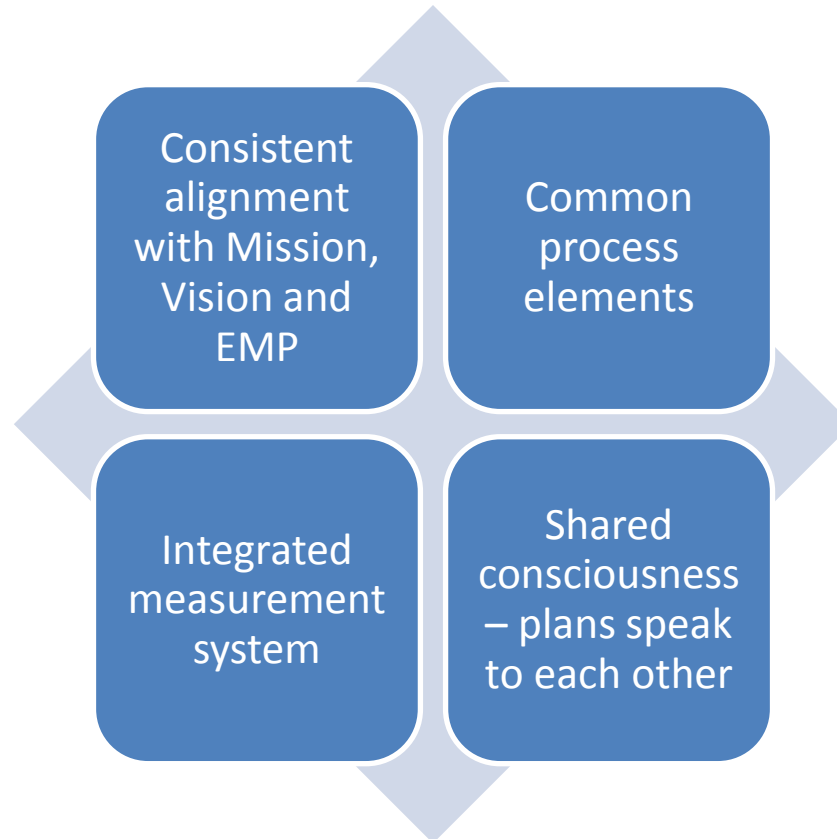 Consistent
alignment
with Mission,
Vision and
EMP
Common
process
elements
Integrated
measurement
system
Shared
consciousness
– plans speak
to each other